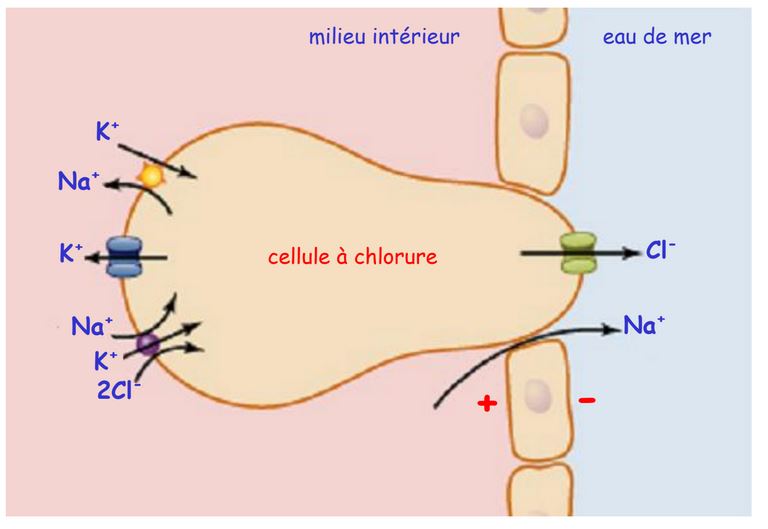 milieu intérieur
eau de mer
K⁺
Na⁺
K⁺
cellule à chlorure
Cl⁻
Na⁺
K⁺
2Cl⁻
Na⁺
+
-